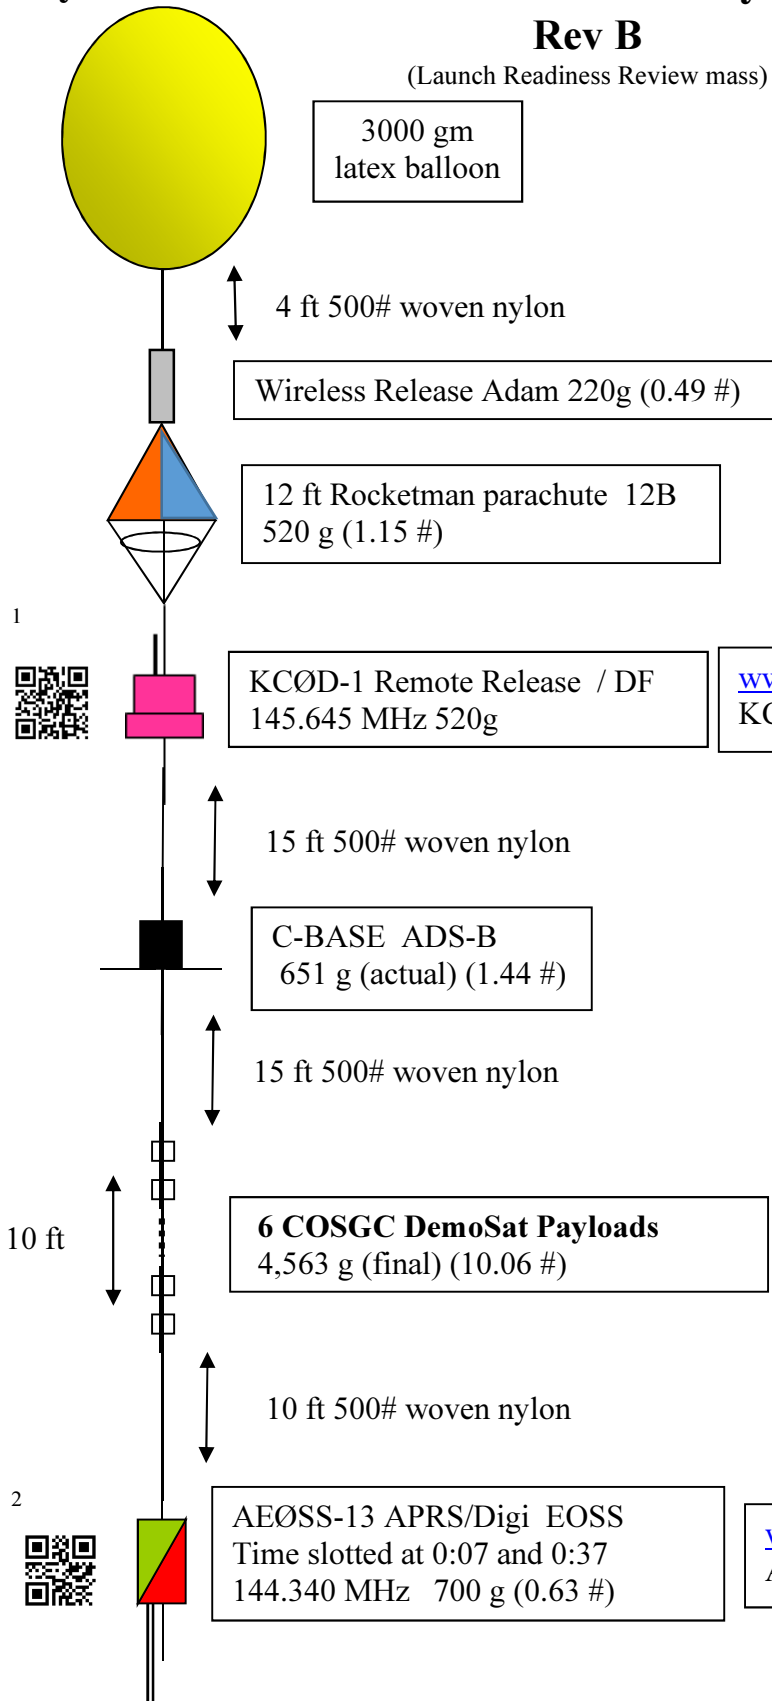 Rev B
(Launch Readiness Review mass)
3000 gm
latex balloon
4 ft 500# woven nylon
Wireless Release Adam 220g (0.49 #)
12 ft Rocketman parachute 12B
520 g (1.15 #)
1
KCØD-1 Remote Release / DF
145.645 MHz 520g
15 ft 500# woven nylon
C-BASE ADS-B
651 g (actual) (1.44 #)
15 ft 500# woven nylon
10 ft
6 COSGC DemoSat Payloads
4,563 g (final) (10.06 #)
10 ft 500# woven nylon
2
AEØSS-13 APRS/Digi EOSS
Time slotted at 0:07 and 0:37
144.340 MHz 700 g (0.63 #)